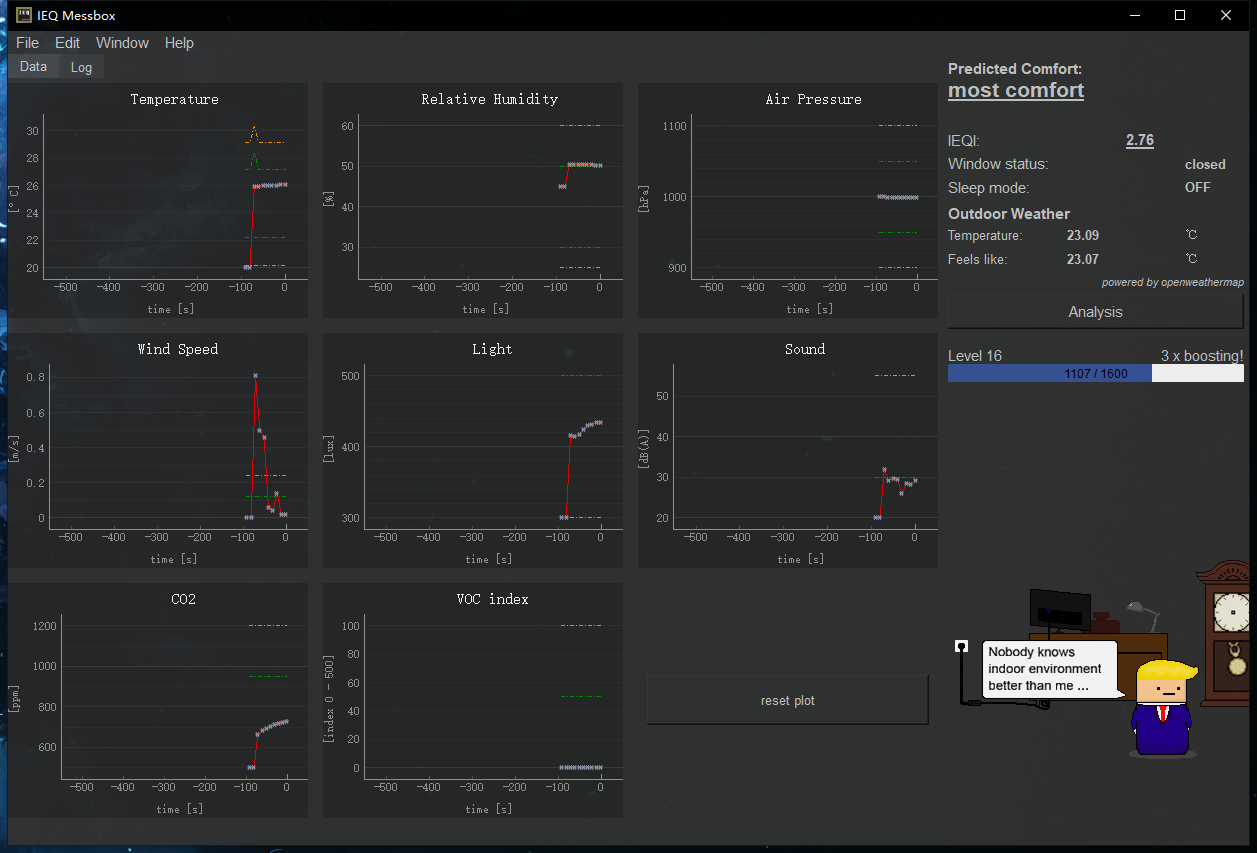 IEQ Messbox
File Edit Window Help
Data Log
Temperature
30
28
26
24
22
20
[°C]
-500 -400 -300 -200 -100 0
time [s]
Relative Humidity
60
50
40
30
[%]
-500 -400 -300 -200 -100 0
time [s]
Air Pressure
1100
1000
900
[hPa]
-500 -400 -300 -200 -100 0
time [s]
Wind Speed
0.8
0.6
0.4
0.2
0
[m/s]
-500 -400 -300 -200 -100 0
time [s]
Light
500
400
300
[lux]
-500 -400 -300 -200 -100 0
time [s]
Sound
50
40
30
20
[dB(A)]
-500 -400 -300 -200 -100 0
time [s]
CO2
1200
1000
800
600
[ppm]
-500 -400 -300 -200 -100 0
time [s]
VOC index
100
80
60
40
20
0
[index 0 - 500]
-500 -400 -300 -200 -100 0
time [s]
reset plot
Predicted Comfort:
most comfort
IEQI: 2.76
Window status: closed
Sleep mode: OFF
Outdoor Weather
Temperature: 23.09 °C
Feels like: 23.07 °C
powered by openweathermap
Analysis
Level 16 3 x boosting!
1107 / 1600
Nobody knows
indoor environment
better than me ...